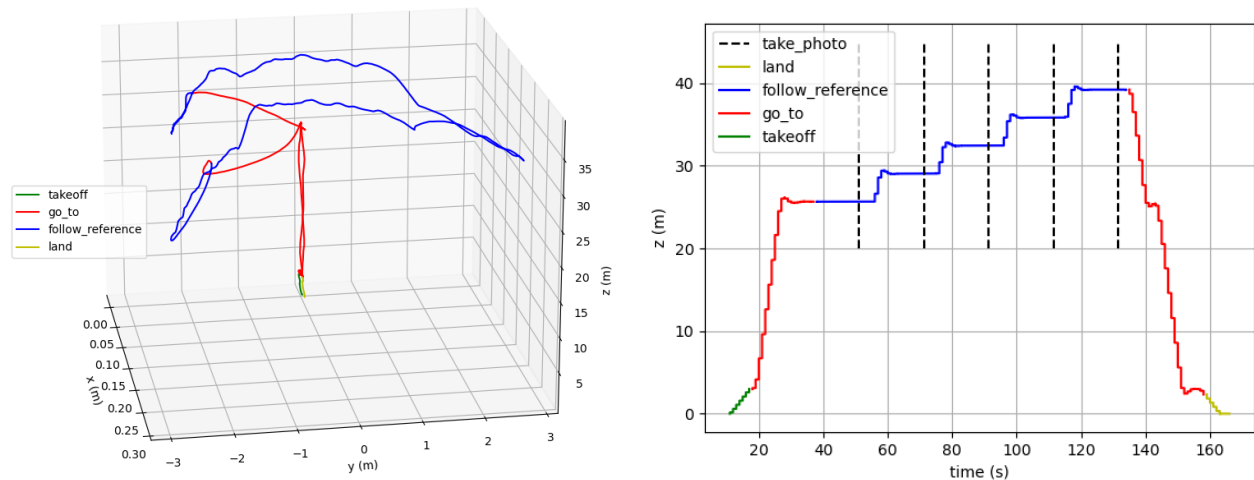 takeoff
go_to
follow_reference
land
0.00
0.05
0.10
0.15
0.20
0.25
0.30
x (m)
−3
−2
−1
0
1
2
3
y (m)
5
10
15
20
25
30
35
z (m)
take_photo
land
follow_reference
go_to
takeoff
40
30
20
10
0
z (m)
20
40
60
80
100
120
140
160
time (s)